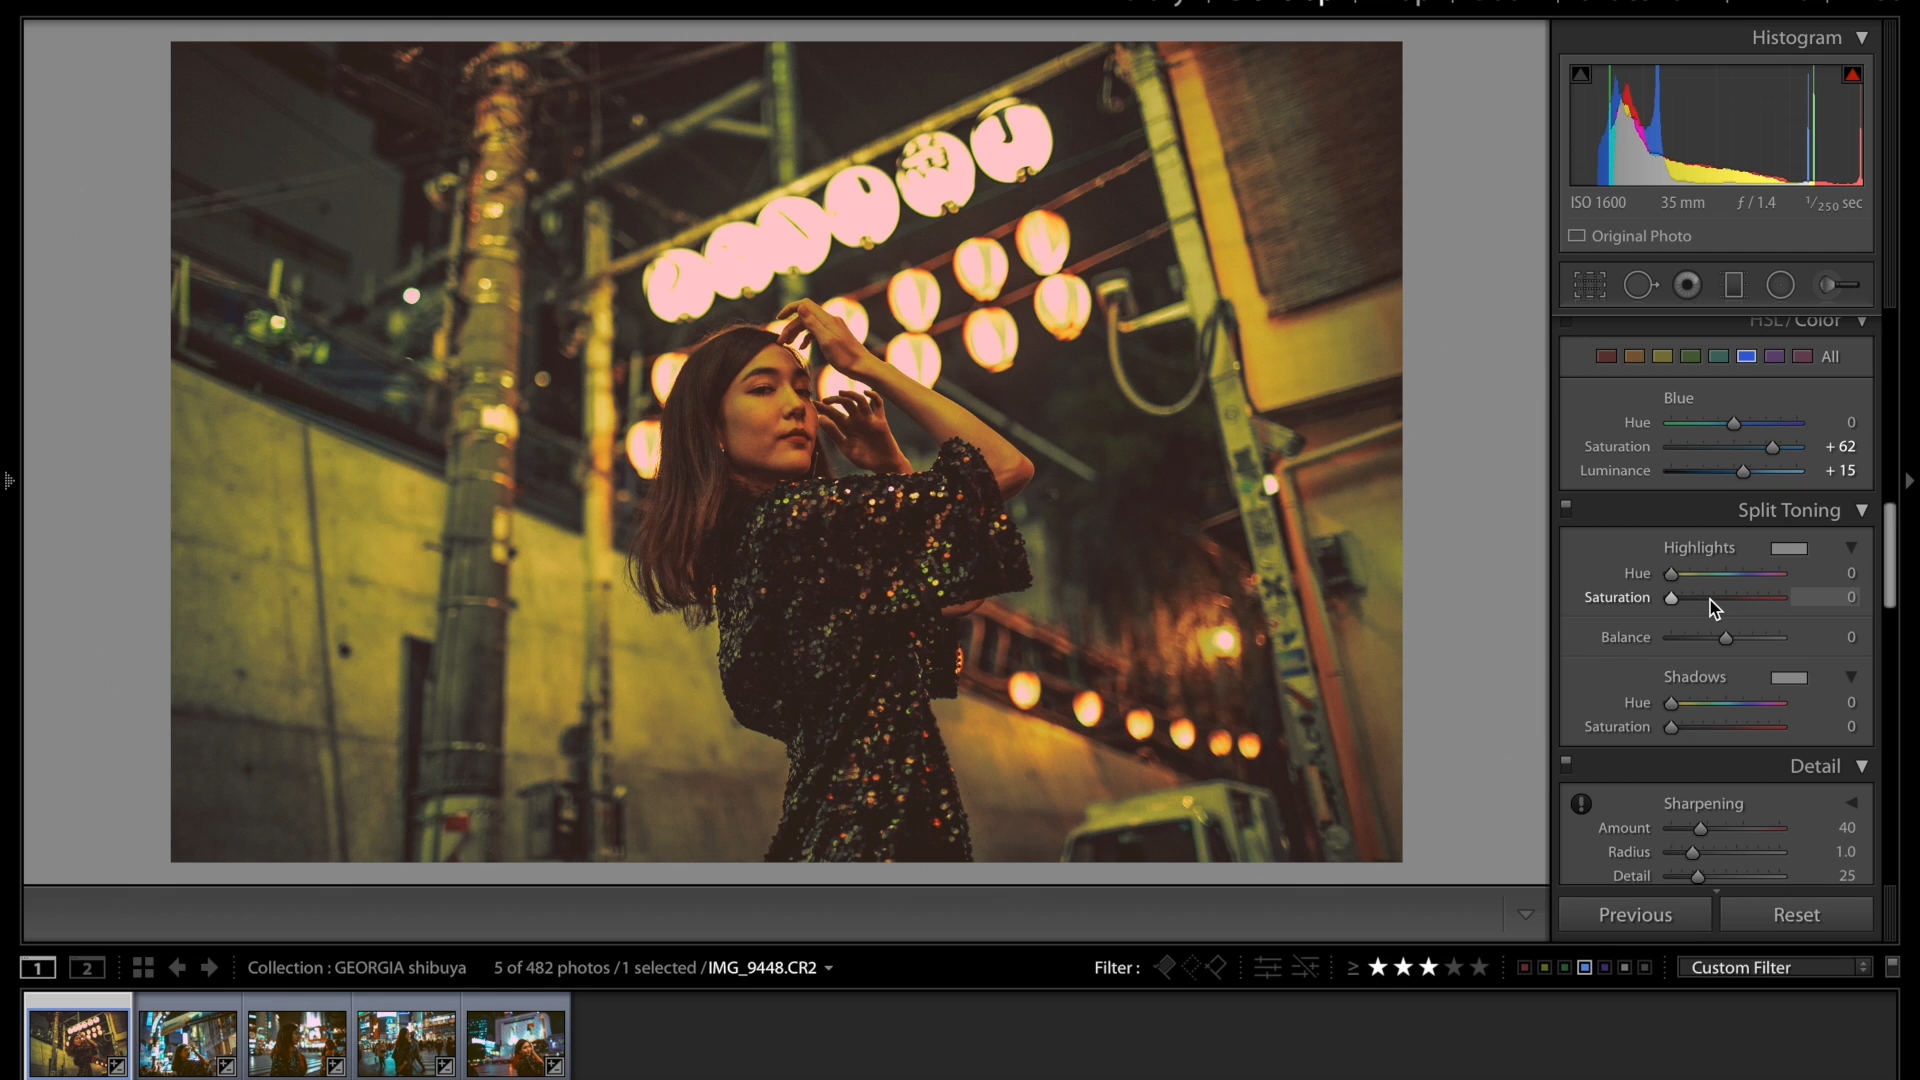 Histogram
ISO 1600 35 mm ƒ / 1.4 1/250 sec
Original Photo
HSL / Color
All
Blue
Hue 0
Saturation + 62
Luminance + 15
Split Toning
Highlights
Hue 0
Saturation 0
Balance 0
Shadows
Hue 0
Saturation 0
Detail
Sharpening
Amount 40
Radius 1.0
Detail 25
Previous Reset
1 2 Collection : GEORGIA shibuya 5 of 482 photos / 1 selected / IMG_9448.CR2 Filter : ≥ ★★★★★ Custom Filter